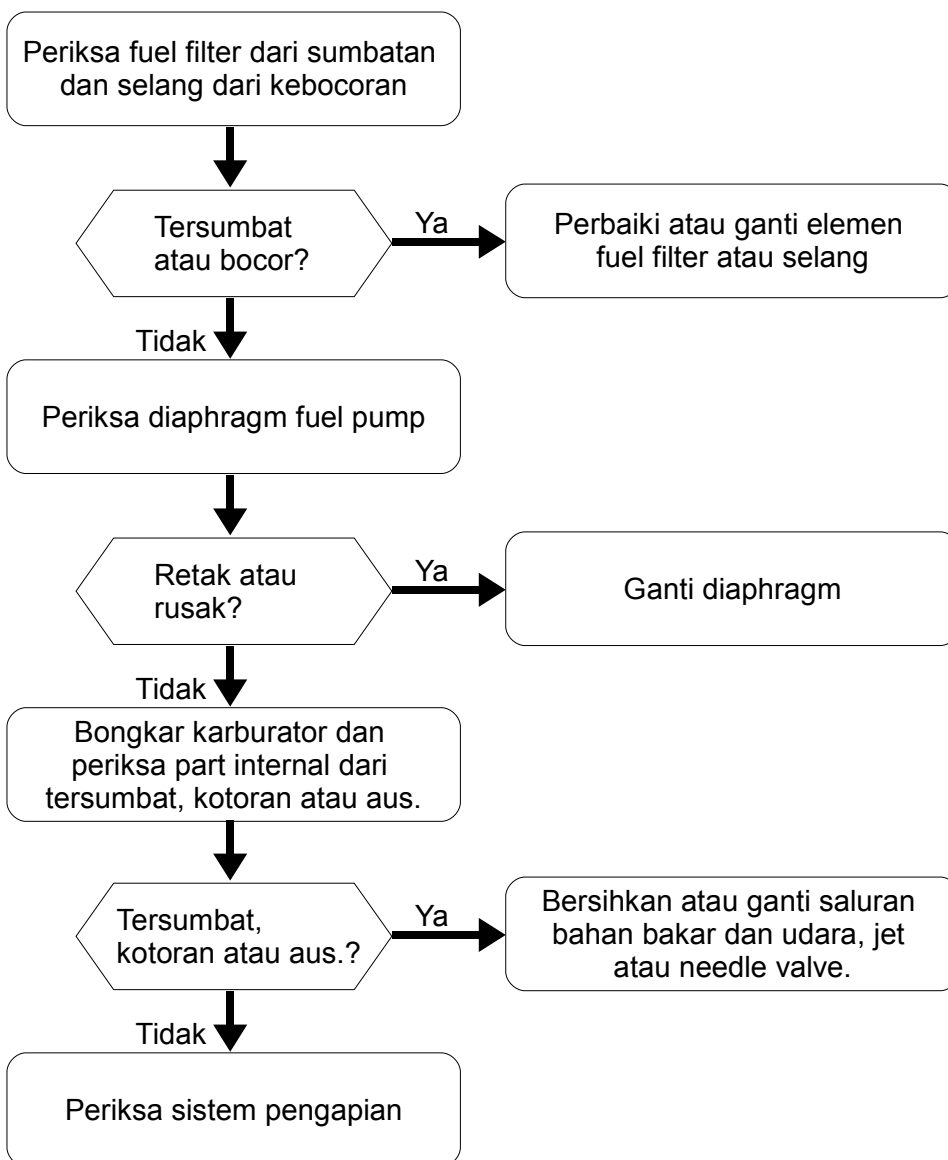 Periksa fuel filter dari sumbatan
dan selang dari kebocoran
Tersumbat
atau bocor?
Ya
Perbaiki atau ganti elemen
fuel filter atau selang
Tidak
Periksa diaphragm fuel pump
Retak atau
rusak?
Ya
Ganti diaphragm
Tidak
Bongkar karburator dan
periksa part internal dari
tersumbat, kotoran atau aus.
Tersumbat,
kotoran atau aus.?
Ya
Bersihkan atau ganti saluran
bahan bakar dan udara, jet
atau needle valve.
Tidak
Periksa sistem pengapian